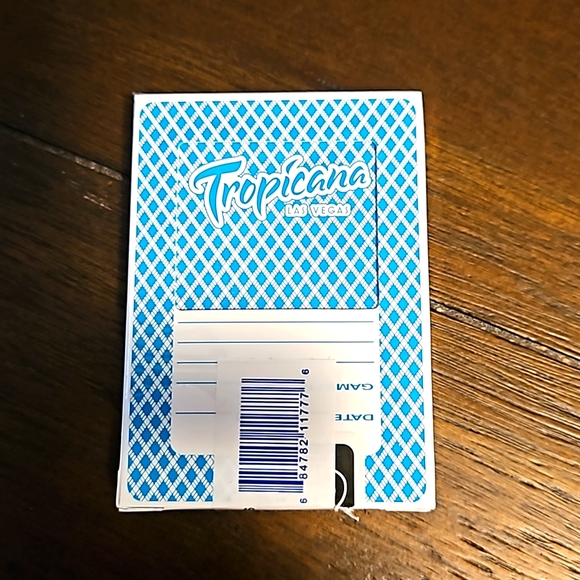 Tropicana
LAS VEGAS
GAM
DATE
6 84782 11777 6